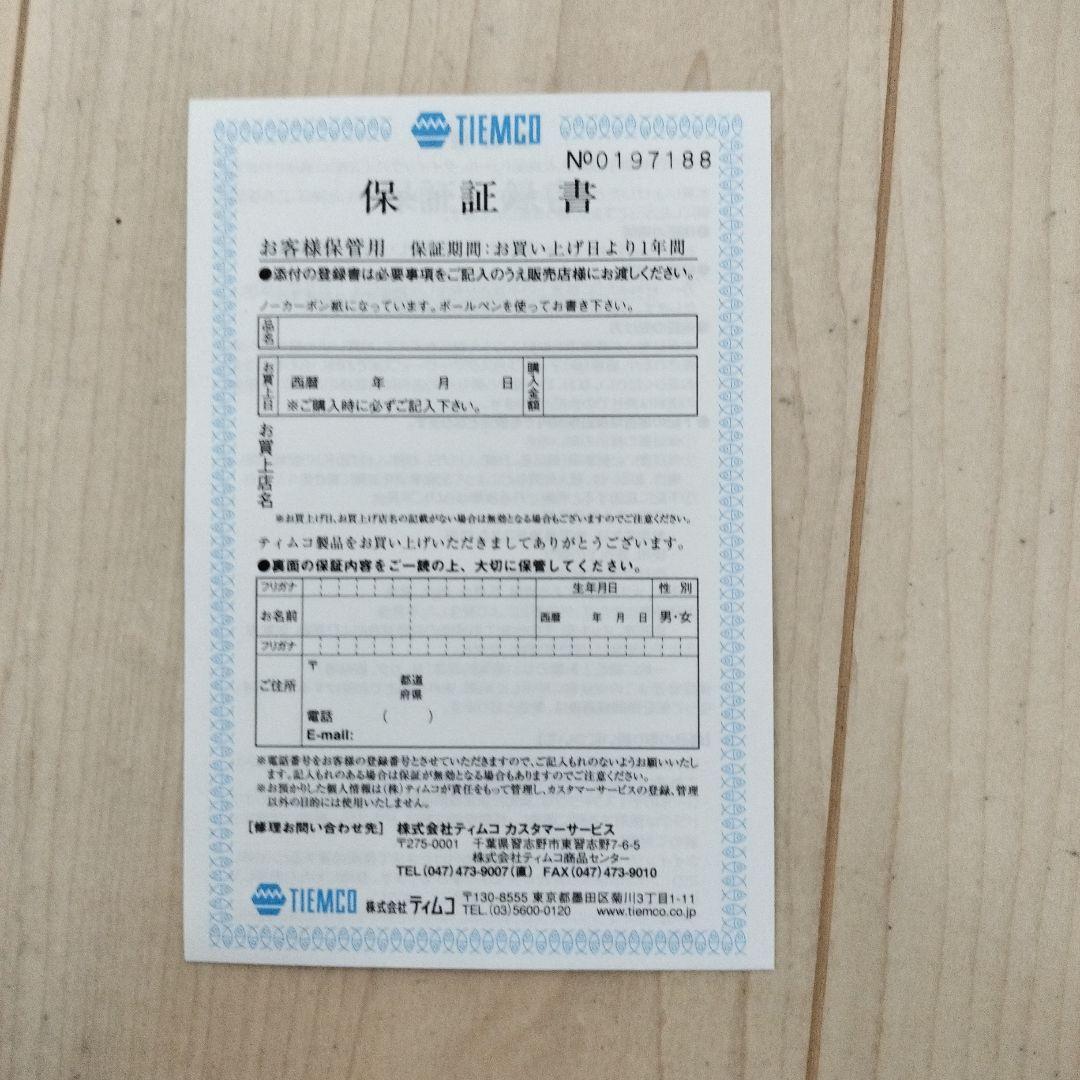 TIEMCO
№0197188
保証書
お客様保管用 保証期間:お買い上げ日より1年間
●添付の登録書は必要事項をご記入のうえ販売店様にお渡しください。
ノーカーボン紙になっています。ボールペンを使ってお書き下さい。
品名
お買上日 西暦 年 月 日 購入金額
※ご購入時に必ずご記入下さい。
お買上店名
※お買上げ日、お買上げ店名の記載がない場合は無効となる場合もございますのでご注意ください。
ティムコ製品をお買い上げいただきましてありがとうございます。
●裏面の保証内容をご一読の上、大切に保管してください。
フリガナ 生年月日 性別
お名前 西暦 年 月 日 男・女
フリガナ
ご住所 〒
都道
府県
電話 ( )
E-mail:
※電話番号をお客様の登録番号とさせていただきますので、ご記入もれのないようお願いいたし
ます。記入もれのある場合は保証が無効となる場合もありますのでご注意ください。
※お預かりした個人情報は(株)ティムコが責任をもって管理し、カスタマーサービスの登録、管理
以外の目的には使用いたしません。
[修理お問い合わせ先] 株式会社ティムコ カスタマーサービス
〒275-0001 千葉県習志野市東習志野7-6-5
株式会社ティムコ商品センター
TEL(047)473-9007(直) FAX(047)473-9010
TIEMCO 株式会社ティムコ 〒130-8555 東京都墨田区菊川3丁目1-11
TEL.(03)5600-0120 www.tiemco.co.jp